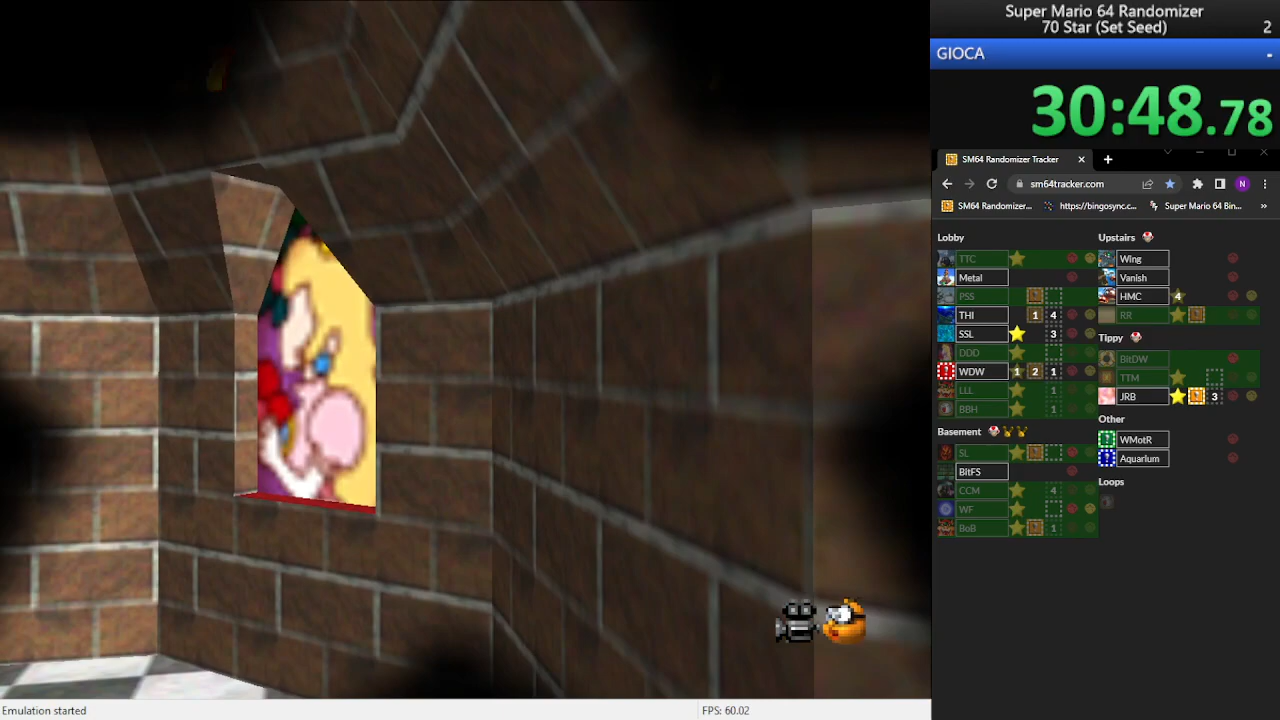 Super Mario 64 Randomizer
70 Star (Set Seed)
2
GIOCA
-
30:48.78
SM64 Randomizer Tracker
sm64tracker.com
N
SM64 Randomizer...
https://bingosync.c...
Super Mario 64 Bin...
»
Lobby
TTC
Metal
PSS
THI 1 4
SSL 3
DDD
WDW 1 2 1
LLL 1
BBH 1
Basement
SL
BitFS
CCM 4
WF
BoB 1
Upstairs
Wing
Vanish
HMC 4
RR
Tippy
BitDW
TTM
JRB 3
Other
WMotR
Aquarium
Loops
Emulation started
FPS: 60.02